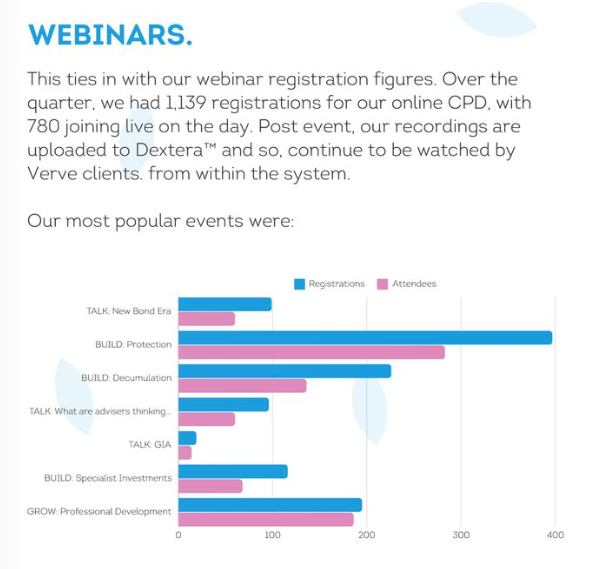 WEBINARS.
This ties in with our webinar registration figures. Over the
quarter, we had 1,139 registrations for our online CPD, with
780 joining live on the day. Post event, our recordings are
uploaded to Dextera™ and so, continue to be watched by
Verve clients. from within the system.
Our most popular events were:
Registrations Attendees
TALK: New Bond Era
BUILD: Protection
BUILD: Decumulation
TALK: What are advisers thinking...
TALK: GIA
BUILD: Specialist Investments
GROW: Professional Development
0 100 200 300 400